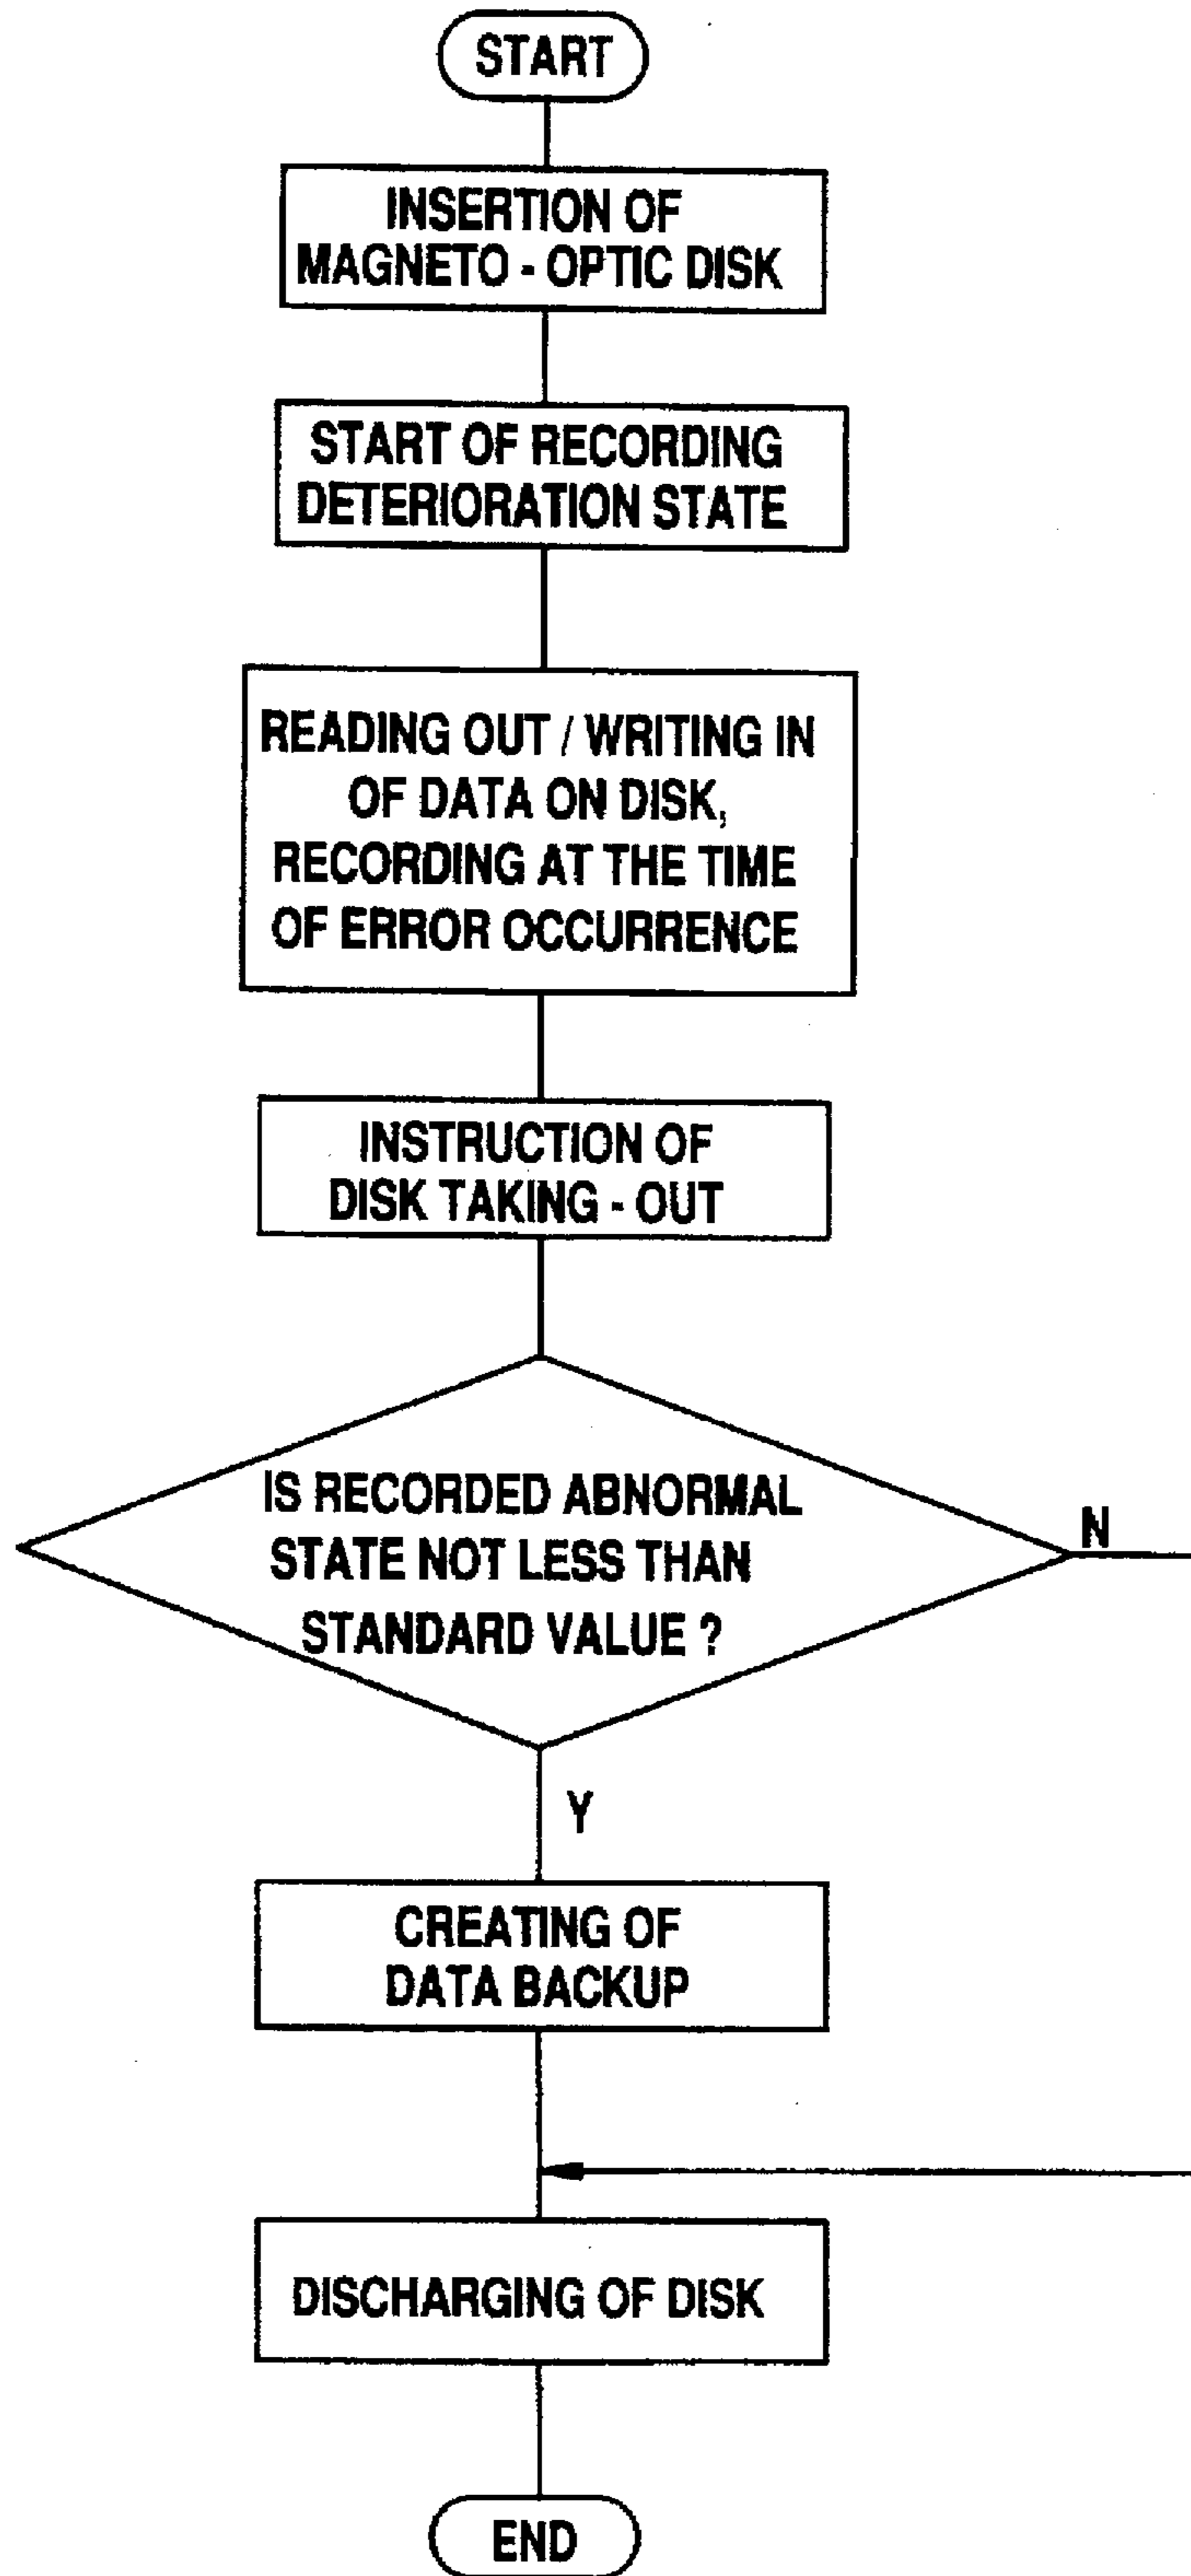 START
INSERTION OF
MAGNETO - OPTIC DISK
START OF RECORDING
DETERIORATION STATE
READING OUT / WRITING IN
OF DATA ON DISK,
RECORDING AT THE TIME
OF ERROR OCCURRENCE
INSTRUCTION OF
DISK TAKING - OUT
IS RECORDED ABNORMAL
STATE NOT LESS THAN
STANDARD VALUE ?
N
Y
CREATING OF
DATA BACKUP
DISCHARGING OF DISK
END